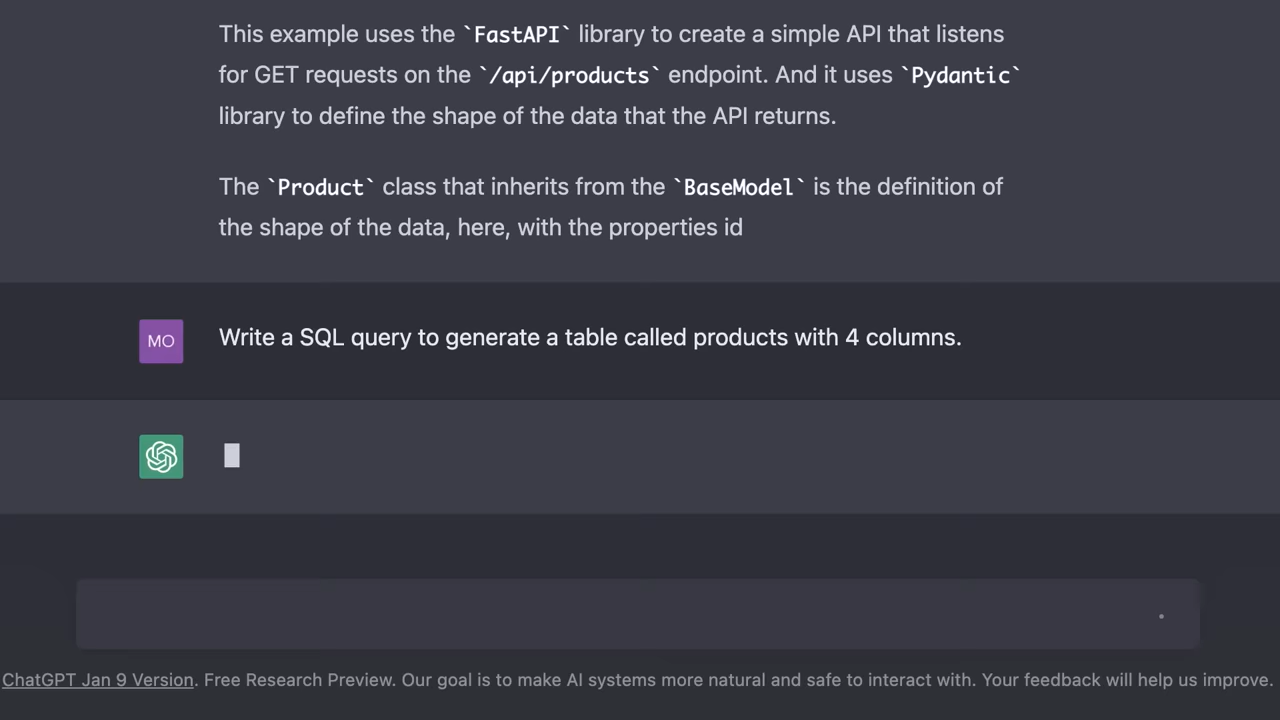 This example uses the `FastAPI` library to create a simple API that listens
for GET requests on the `/api/products` endpoint. And it uses `Pydantic`
library to define the shape of the data that the API returns.
The `Product` class that inherits from the `BaseModel` is the definition of
the shape of the data, here, with the properties id
MO
Write a SQL query to generate a table called products with 4 columns.
ChatGPT Jan 9 Version. Free Research Preview. Our goal is to make AI systems more natural and safe to interact with. Your feedback will help us improve.